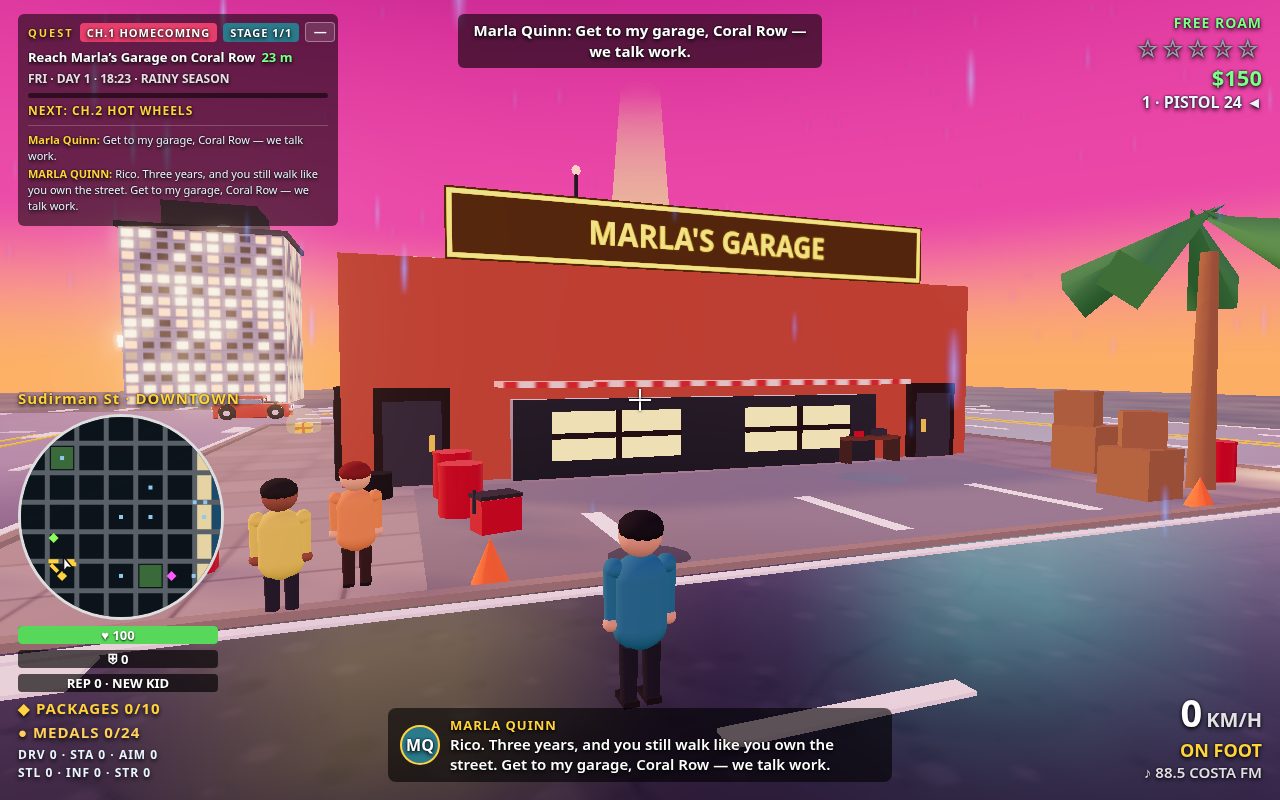 QUEST CH.1 HOMECOMING STAGE 1/1 —
Reach Marla's Garage on Coral Row 23 m
FRI · DAY 1 · 18:23 · RAINY SEASON
NEXT: CH.2 HOT WHEELS
Marla Quinn: Get to my garage, Coral Row — we talk
work.
MARLA QUINN: Rico. Three years, and you still walk like
you own the street. Get to my garage, Coral Row — we
talk work.
Marla Quinn: Get to my garage, Coral Row —
we talk work.
FREE ROAM
☆☆☆☆☆
$150
1 · PISTOL 24 ◄
MARLA'S GARAGE
Sudirman St · DOWNTOWN
♥ 100
⛨ 0
REP 0 · NEW KID
◆ PACKAGES 0/10
● MEDALS 0/24
DRV 0 · STA 0 · AIM 0
STL 0 · INF 0 · STR 0
MQ
MARLA QUINN
Rico. Three years, and you still walk like you own the
street. Get to my garage, Coral Row — we talk work.
0 KM/H
ON FOOT
♪ 88.5 COSTA FM